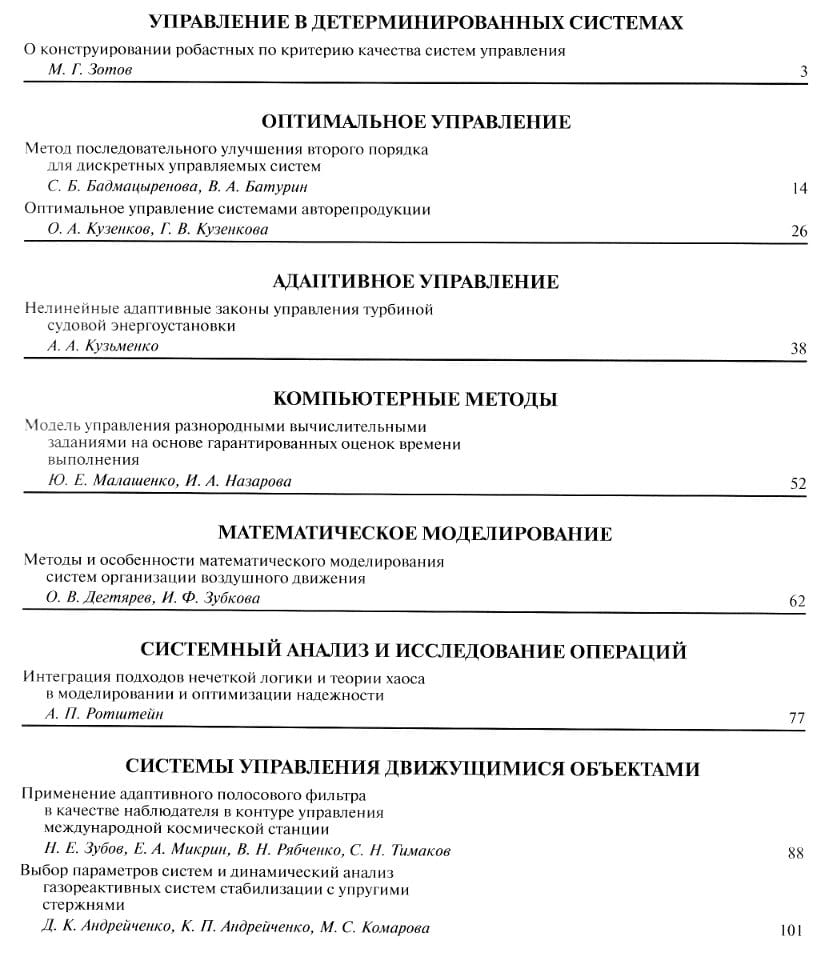 УПРАВЛЕНИЕ В ДЕТЕРМИНИРОВАННЫХ СИСТЕМАХ
О конструировании робастных по критерию качества систем управления
М. Г. Зотов 3
ОПТИМАЛЬНОЕ УПРАВЛЕНИЕ
Метод последовательного улучшения второго порядка
для дискретных управляемых систем
С. Б. Бадмацыренова, В. А. Батурин 14
Оптимальное управление системами авторепродукции
О. А. Кузенков, Г. В. Кузенкова 26
АДАПТИВНОЕ УПРАВЛЕНИЕ
Нелинейные адаптивные законы управления турбиной
судовой энергоустановки
А. А. Кузьменко 38
КОМПЬЮТЕРНЫЕ МЕТОДЫ
Модель управления разнородными вычислительными
заданиями на основе гарантированных оценок времени
выполнения
Ю. Е. Малашенко, И. А. Назарова 52
МАТЕМАТИЧЕСКОЕ МОДЕЛИРОВАНИЕ
Методы и особенности математического моделирования
систем организации воздушного движения
О. В. Дегтярев, И. Ф. Зубкова 62
СИСТЕМНЫЙ АНАЛИЗ И ИССЛЕДОВАНИЕ ОПЕРАЦИЙ
Интеграция подходов нечеткой логики и теории хаоса
в моделировании и оптимизации надежности
А. П. Ротштейн 77
СИСТЕМЫ УПРАВЛЕНИЯ ДВИЖУЩИМИСЯ ОБЪЕКТАМИ
Применение адаптивного полосового фильтра
в качестве наблюдателя в контуре управления
международной космической станции
Н. Е. Зубов, Е. А. Микрин, В. Н. Рябченко, С. Н. Тимаков 88
Выбор параметров систем и динамический анализ
газореактивных систем стабилизации с упругими
стержнями
Д. К. Андрейченко, К. П. Андрейченко, М. С. Комарова 101